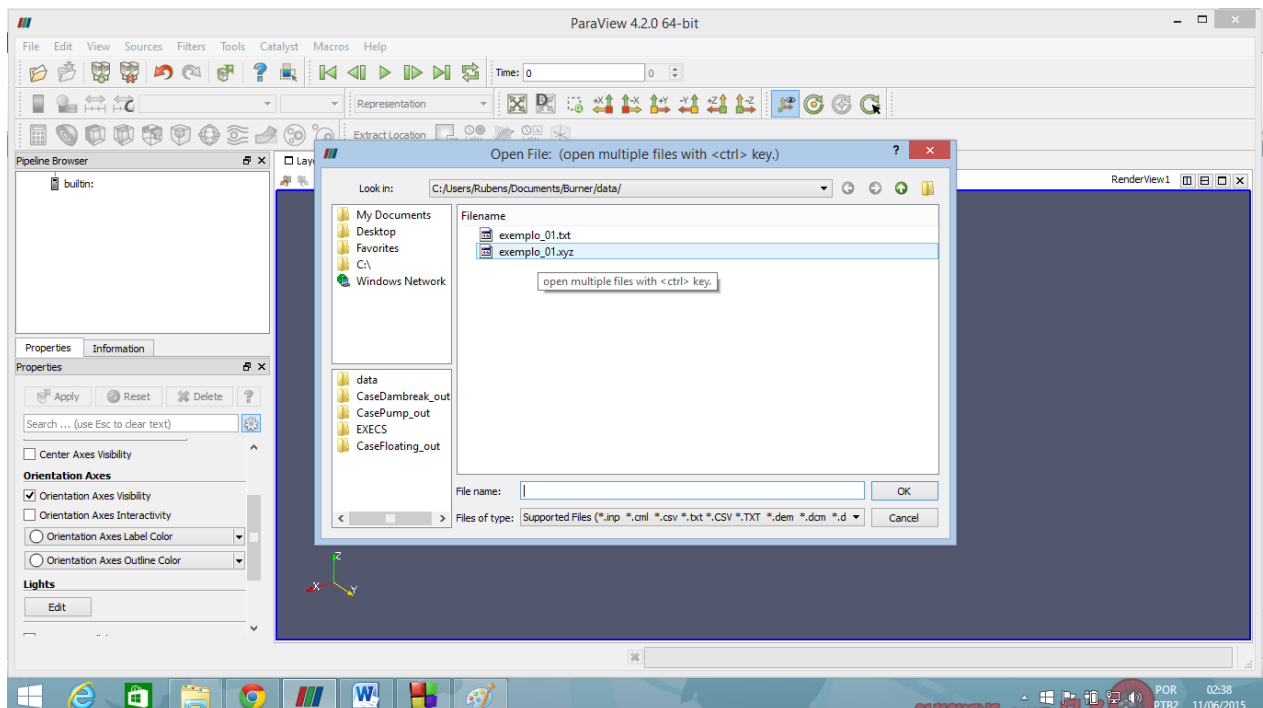 ParaView 4.2.0 64-bit
File Edit View Sources Filters Tools Catalyst Macros Help
Time: 0 0
Representation
Extract Location
Pipeline Browser
builtin:
Lay
RenderView1
Open File: (open multiple files with <ctrl> key.)
Look in: C:/Users/Rubens/Documents/Burner/data/
My Documents
Desktop
Favorites
C:\
Windows Network
Filename
exemplo_01.txt
exemplo_01.xyz
open multiple files with <ctrl> key.
data
CaseDambreak_out
CasePump_out
EXECS
CaseFloating_out
File name: OK
Files of type: Supported Files (*.inp *.cml *.csv *.txt *.CSV *.TXT *.dem *.dcm *.d Cancel
Properties Information
Properties
Apply Reset Delete ?
Search ... (use Esc to clear text)
Center Axes Visibility
Orientation Axes
Orientation Axes Visibility
Orientation Axes Interactivity
Orientation Axes Label Color
Orientation Axes Outline Color
Lights
Edit
Z
X
Y
POR 02:38
PTB2 11/06/2015